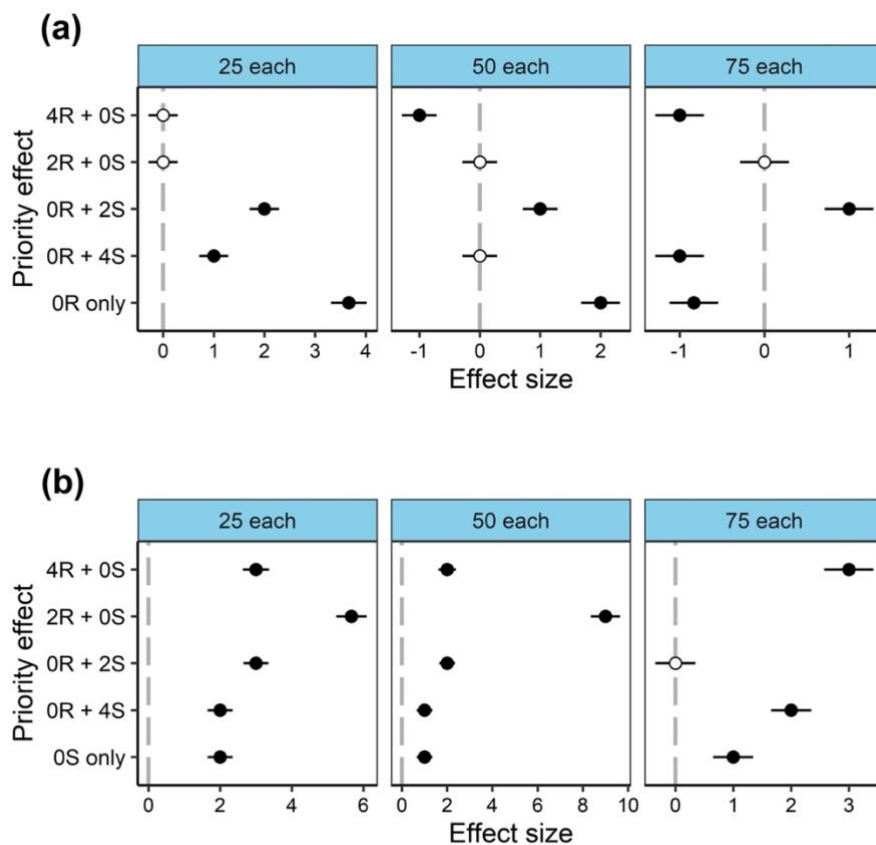 (a)
25 each
50 each
75 each
Priority effect
4R + 0S
2R + 0S
0R + 2S
0R + 4S
0R only
0 1 2 3 4
-1 0 1 2
-1 0 1
Effect size
(b)
25 each
50 each
75 each
Priority effect
4R + 0S
2R + 0S
0R + 2S
0R + 4S
0S only
0 2 4 6
0 2 4 6 8 10
0 1 2 3
Effect size